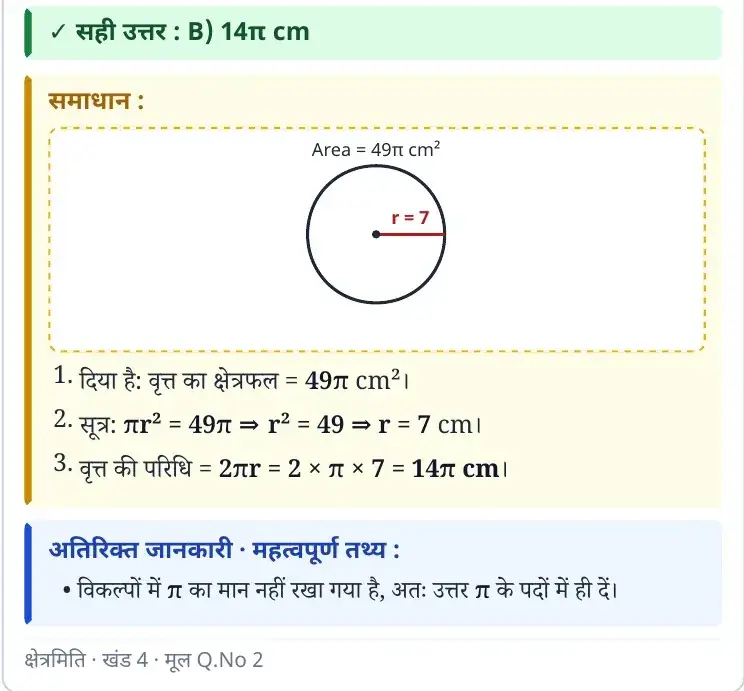 ✓ सही उत्तर : B) 14π cm
समाधान :
Area = 49π cm²
r = 7
1. दिया है: वृत्त का क्षेत्रफल = 49π cm²।
2. सूत्र: πr² = 49π ⇒ r² = 49 ⇒ r = 7 cm।
3. वृत्त की परिधि = 2πr = 2 × π × 7 = 14π cm।
अतिरिक्त जानकारी · महत्वपूर्ण तथ्य :
• विकल्पों में π का मान नहीं रखा गया है, अतः उत्तर π के पदों में ही दें।
क्षेत्रमिति · खंड 4 · मूल Q.No 2